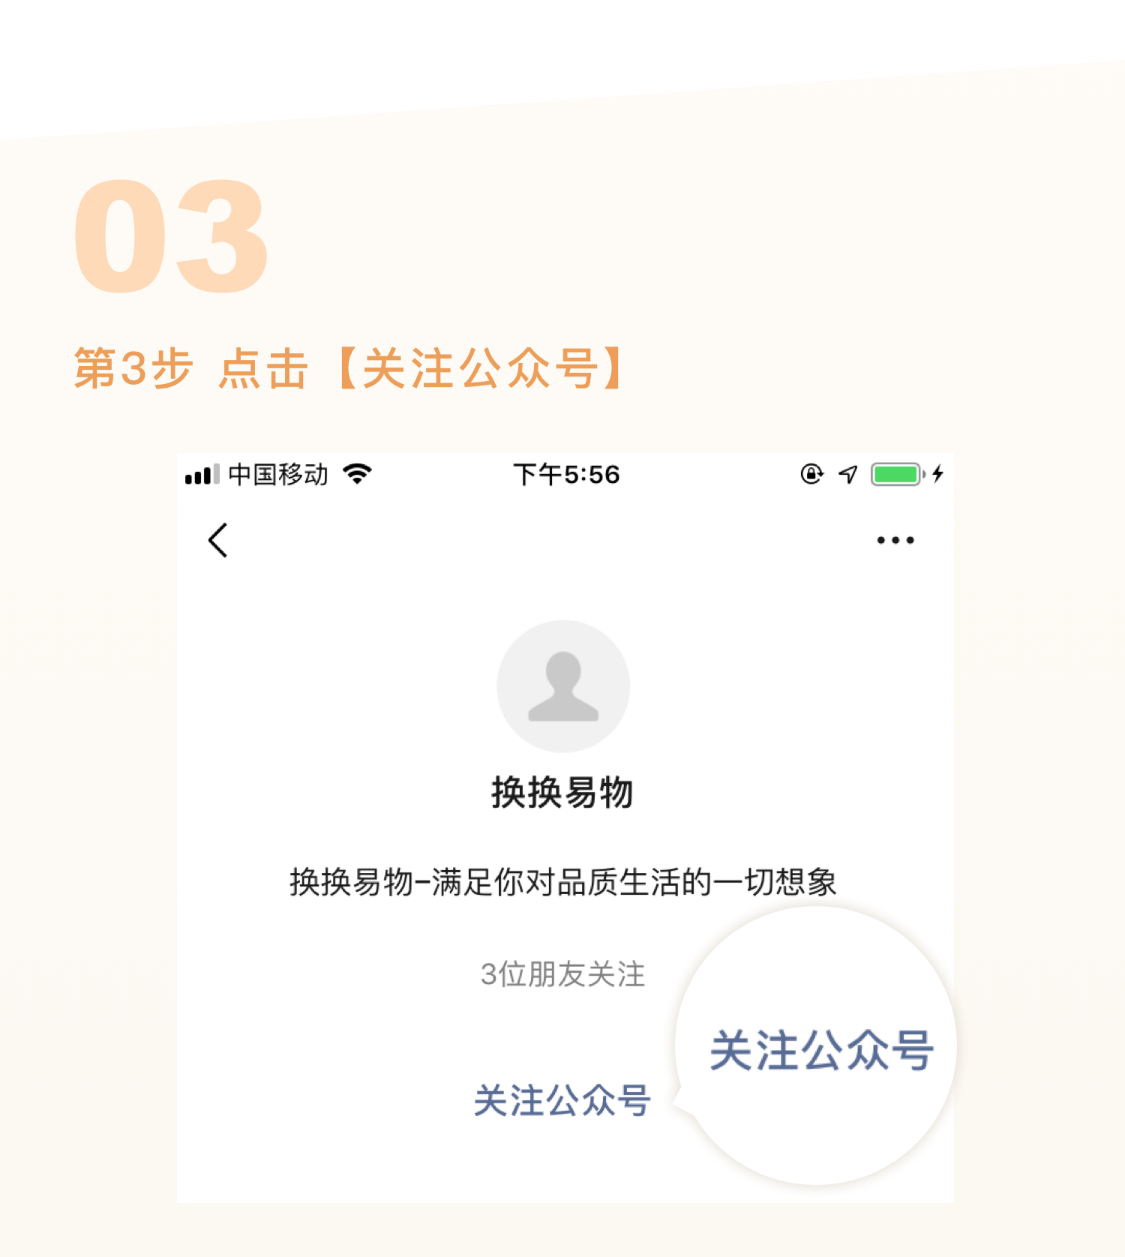 03
第3步 点击【关注公众号】
中国移动 下午5:56
换换易物
换换易物-满足你对品质生活的一切想象
3位朋友关注
关注公众号
关注公众号